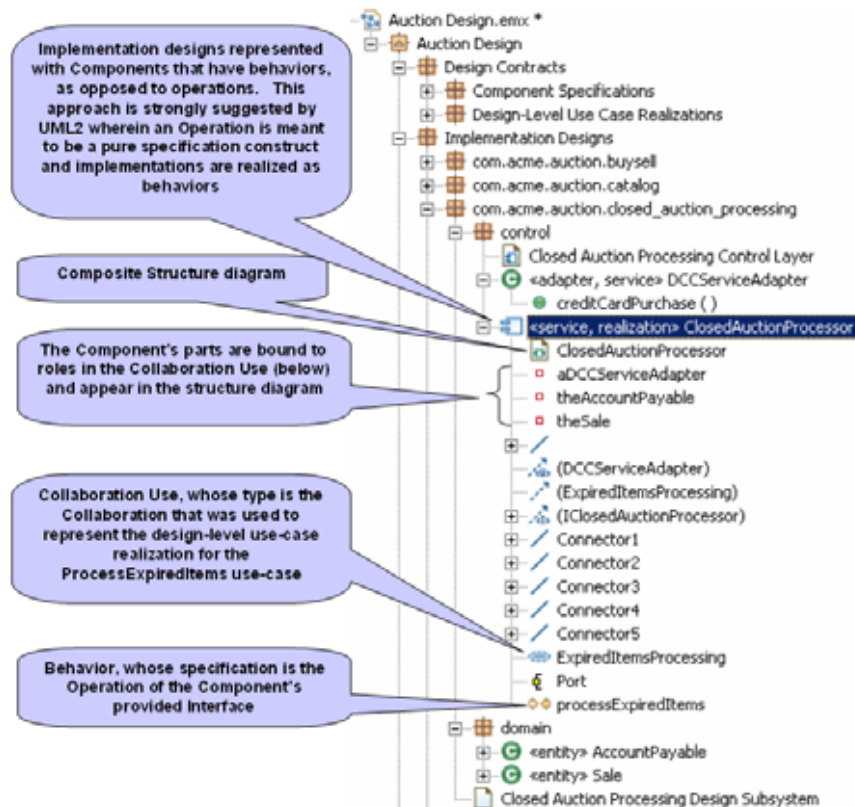 Implementation designs represented
with Components that have behaviors,
as opposed to operations. This
approach is strongly suggested by
UML2 wherein an Operation is meant
to be a pure specification construct
and implementations are realized as
behaviors
Composite Structure diagram
The Component's parts are bound to
roles in the Collaboration Use (below)
and appear in the structure diagram
Collaboration Use, whose type is the
Collaboration that was used to
represent the design-level use-case
realization for the
ProcessExpiredItems use-case
Behavior, whose specification is the
Operation of the Component's
provided Interface
Auction Design.emx *
Auction Design
Design Contracts
Component Specifications
Design-Level Use Case Realizations
Implementation Designs
com.acme.auction.buysell
com.acme.auction.catalog
com.acme.auction.closed_auction_processing
control
Closed Auction Processing Control Layer
«adapter, service» DCCServiceAdapter
creditCardPurchase ( )
«service, realization» ClosedAuctionProcessor
ClosedAuctionProcessor
aDCCServiceAdapter
theAccountPayable
theSale
(DCCServiceAdapter)
(ExpiredItemsProcessing)
(IClosedAuctionProcessor)
Connector1
Connector2
Connector3
Connector4
Connector5
ExpiredItemsProcessing
Port
processExpiredItems
domain
«entity» AccountPayable
«entity» Sale
Closed Auction Processing Design Subsystem